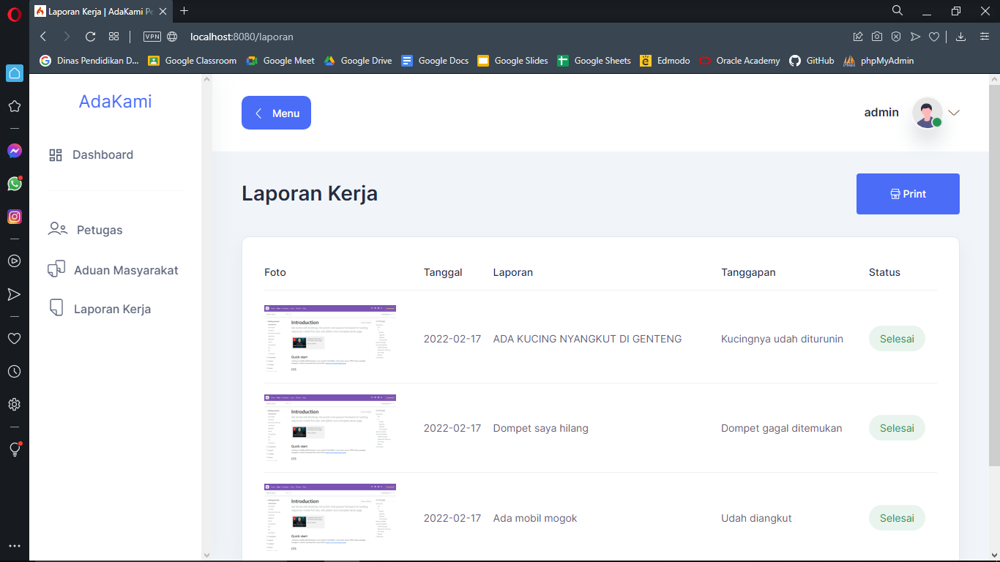 Laporan Kerja | AdaKami Pe
VPN localhost:8080/laporan
Dinas Pendidikan D... Google Classroom Google Meet Google Drive Google Docs Google Slides Google Sheets Edmodo Oracle Academy GitHub phpMyAdmin
AdaKami
Menu
admin
Dashboard
Petugas
Aduan Masyarakat
Laporan Kerja
Laporan Kerja
Print
Foto Tanggal Laporan Tanggapan Status
Introduction
Quick start
CSS
2022-02-17 ADA KUCING NYANGKUT DI GENTENG Kucingnya udah diturunin Selesai
Introduction
Quick start
CSS
2022-02-17 Dompet saya hilang Dompet gagal ditemukan Selesai
Introduction
Quick start
CSS
2022-02-17 Ada mobil mogok Udah diangkut Selesai